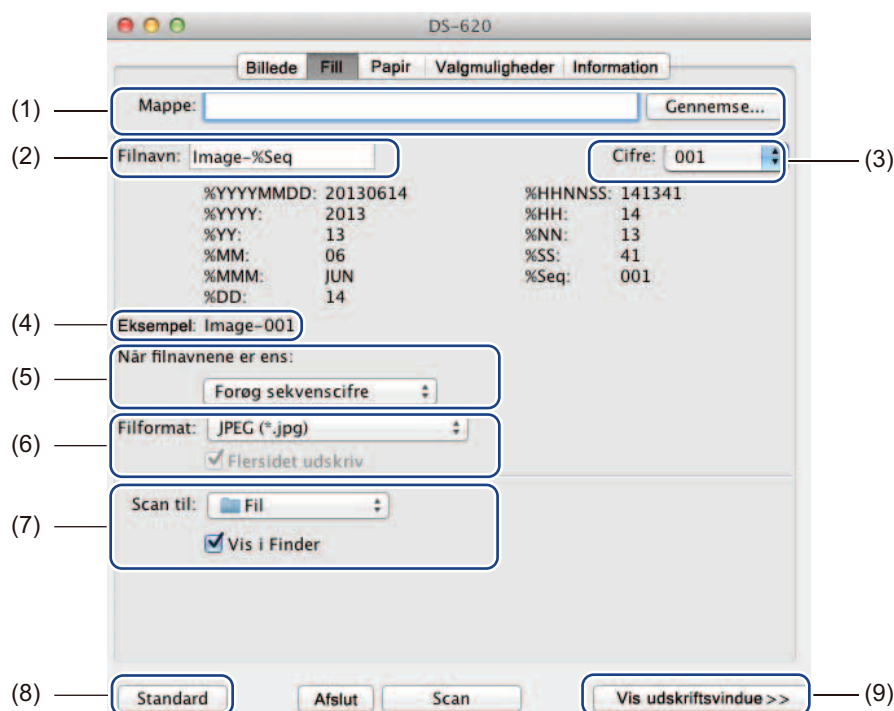 DS-620
Billede Fill Papir Valgmuligheder Information
(1) Mappe: Gennemse...
(2) Filnavn: Image-%Seq Cifre: 001 (3)
%YYYYMMDD: 20130614 %HHNNSS: 141341
%YYYY: 2013 %HH: 14
%YY: 13 %NN: 13
%MM: 06 %SS: 41
%MMM: JUN %Seq: 001
%DD: 14
(4) Eksempel: Image-001
(5) Når filnavnene er ens:
Forøg sekvenscifre
(6) Filformat: JPEG (*.jpg)
Flersidet udskriv
(7) Scan til: Fil
Vis i Finder
(8) Standard Afslut Scan Vis udskriftsvindue >> (9)